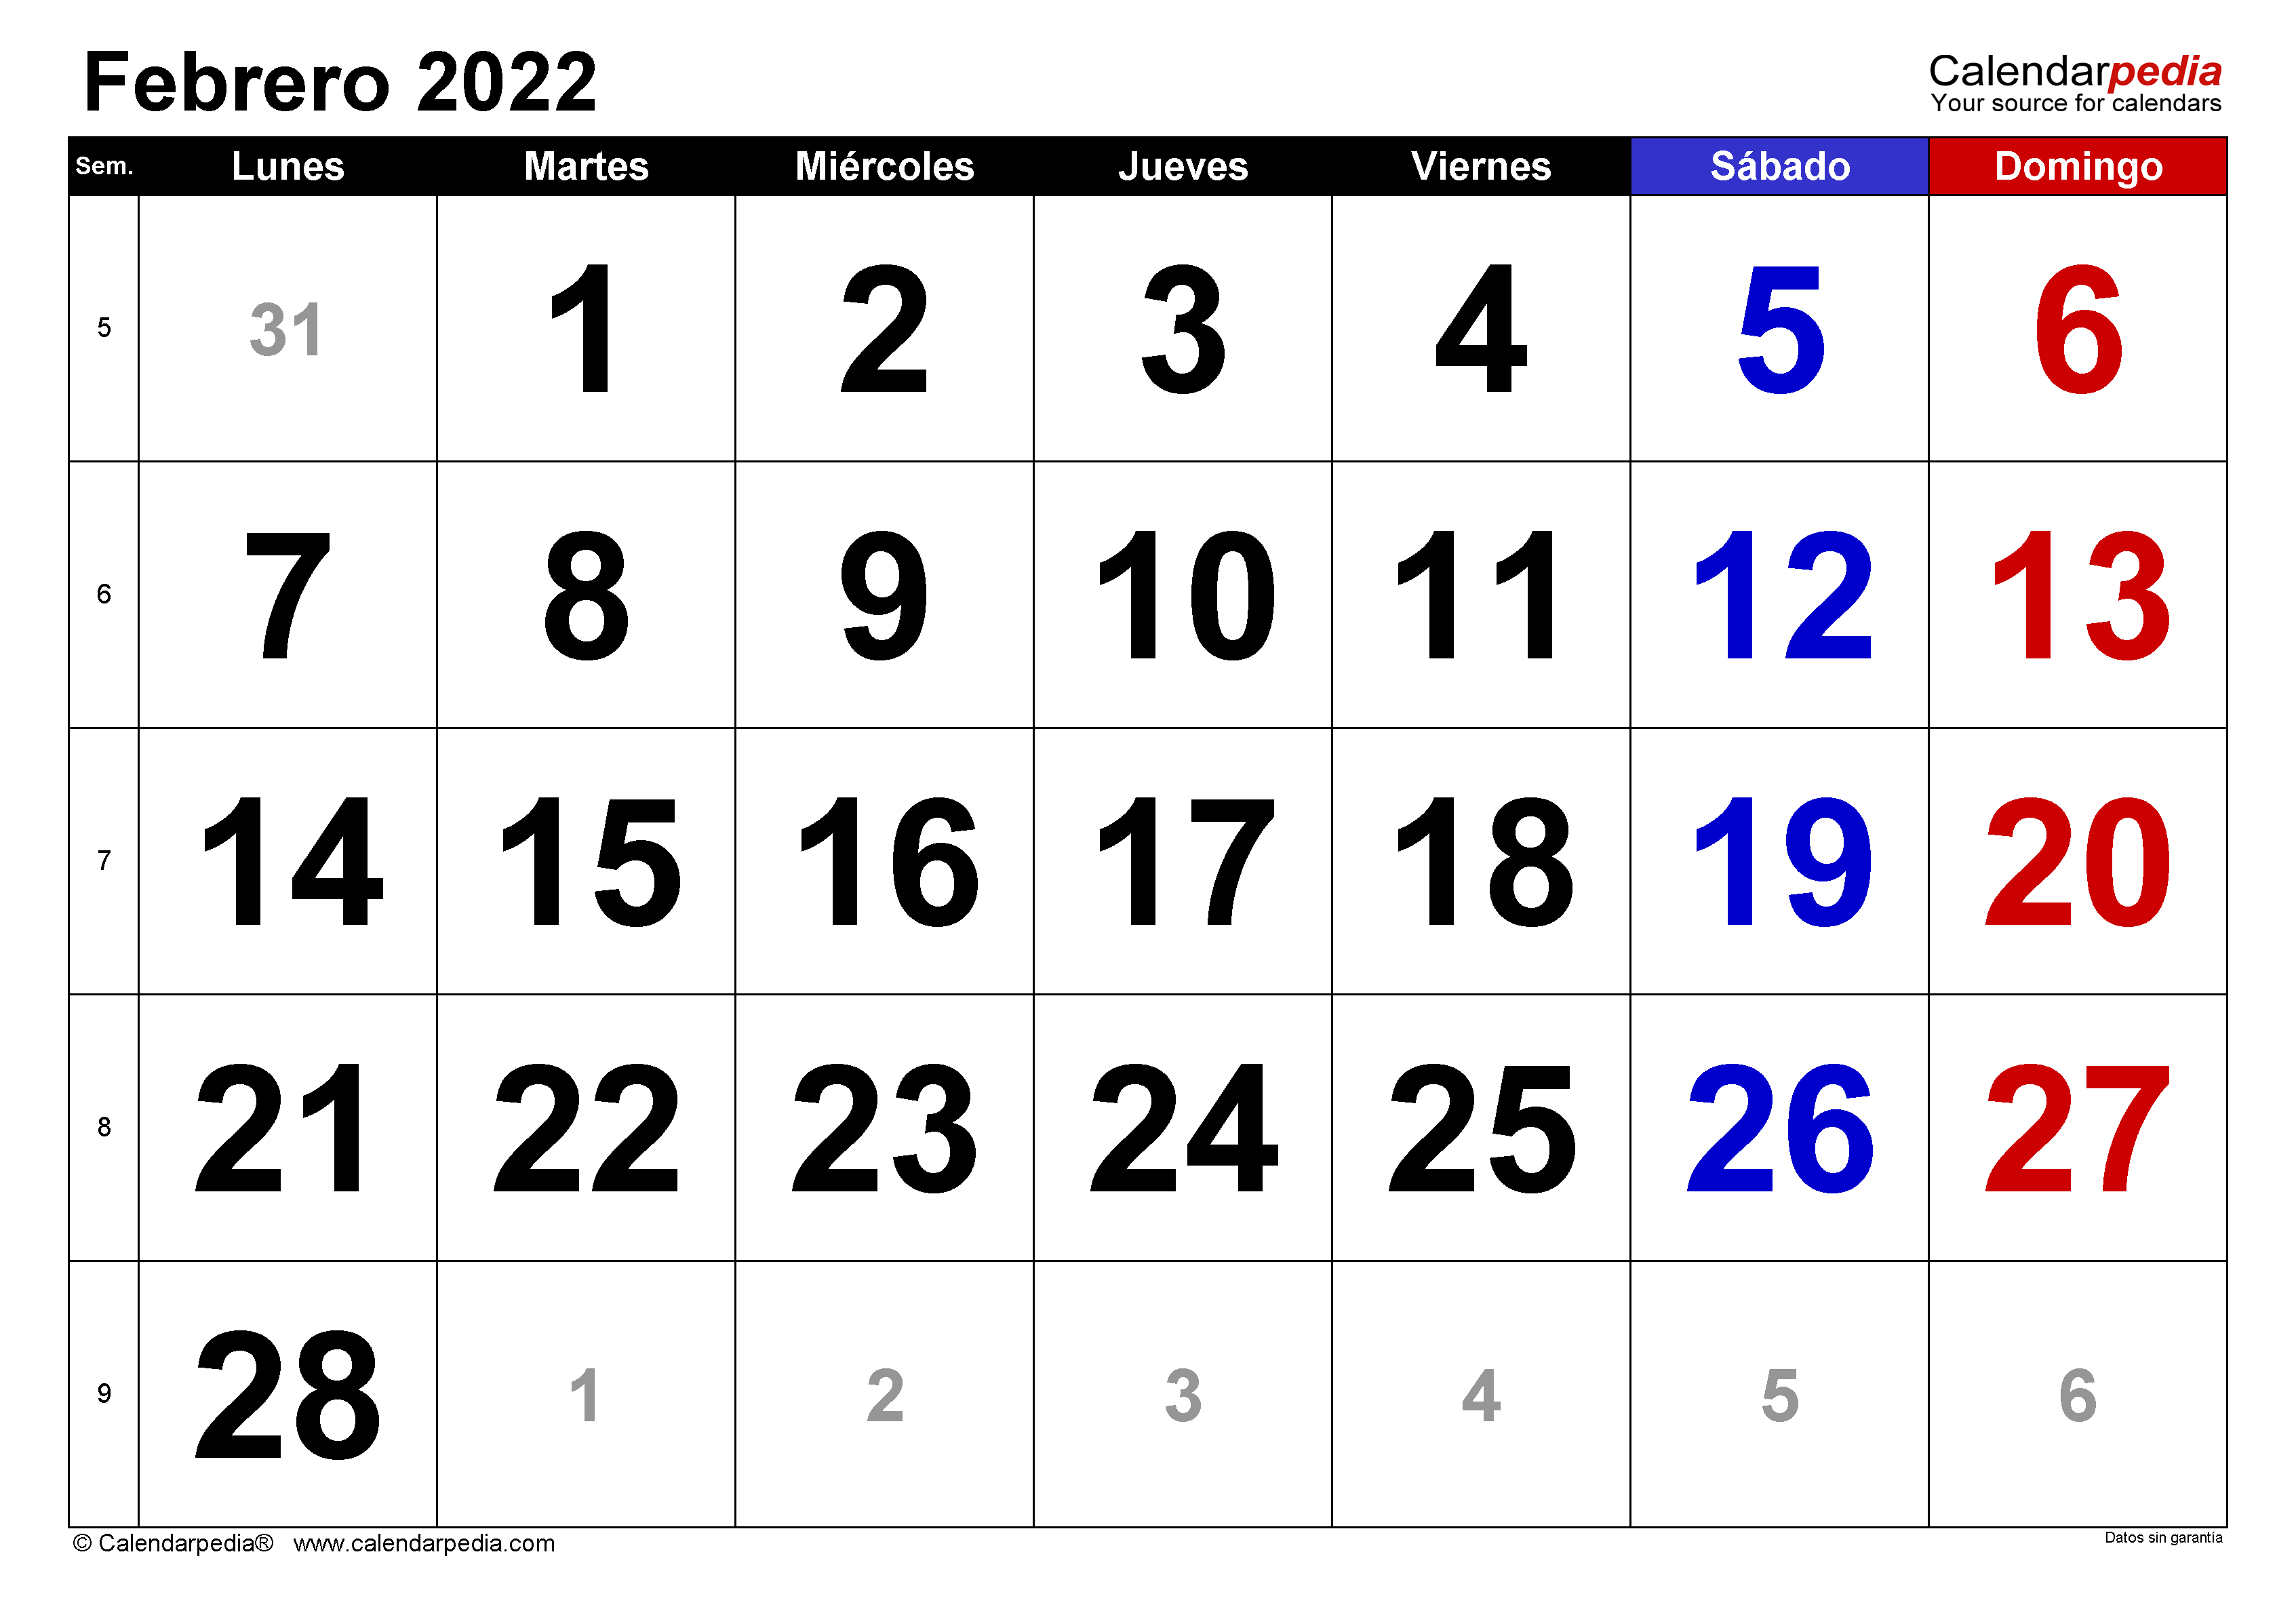 Febrero 2022
Calendarpedia
Your source for calendars
Sem. Lunes Martes Miércoles Jueves Viernes Sábado Domingo
5 31 1 2 3 4 5 6
6 7 8 9 10 11 12 13
7 14 15 16 17 18 19 20
8 21 22 23 24 25 26 27
9 28 1 2 3 4 5 6
© Calendarpedia® www.calendarpedia.com
Datos sin garantía